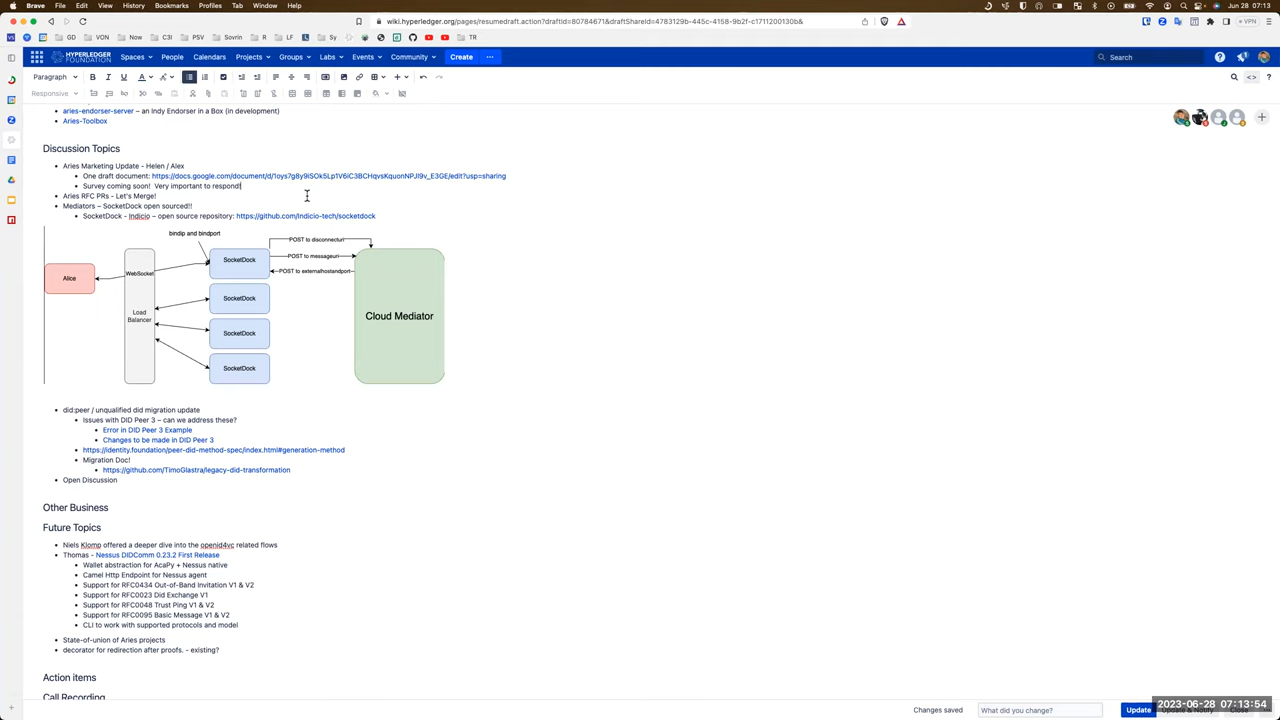 Brave File Edit View History Bookmarks Profiles Tab Window Help Jun 28 07:13
wiki.hyperledger.org/pages/resumedraft.action?draftId=80784671&draftShareId=4783129b-445c-4158-9b2f-c1711200130b&
VPN
GD VON Now C3I PSV Sovrin R LF Sy TR
HYPERLEDGER FOUNDATION Spaces People Calendars Projects Groups Labs Events Community Create Search
Paragraph B I U A
Responsive
aries-endorser-server – an Indy Endorser in a Box (in development)
Aries-Toolbox
Discussion Topics
Aries Marketing Update - Helen / Alex
One draft document: https://docs.google.com/document/d/1oys7g8y9iSOk5Lp1V6IC3BCHqvsKquonNPJl9v_E3GE/edit?usp=sharing
Survey coming soon! Very important to respond!
Aries RFC PRs - Let's Merge!
Mediators – SocketDock open sourced!!
SocketDock - Indicio – open source repository: https://github.com/Indicio-tech/socketdock
bindip and bindport
POST to disconnecturi
SocketDock
POST to messageuri
POST to externalhostandport
WebSocket
Alice
SocketDock
Load Balancer
Cloud Mediator
SocketDock
SocketDock
did:peer / unqualified did migration update
Issues with DID Peer 3 – can we address these?
Error in DID Peer 3 Example
Changes to be made in DID Peer 3
https://identity.foundation/peer-did-method-spec/index.html#generation-method
Migration Doc!
https://github.com/TimoGlastra/legacy-did-transformation
Open Discussion
Other Business
Future Topics
Niels Klomp offered a deeper dive into the openid4vc related flows
Thomas - Nessus DIDComm 0.23.2 First Release
Wallet abstraction for AcaPy + Nessus native
Camel Http Endpoint for Nessus agent
Support for RFC0434 Out-of-Band Invitation V1 & V2
Support for RFC0023 Did Exchange V1
Support for RFC0048 Trust Ping V1 & V2
Support for RFC0095 Basic Message V1 & V2
CLI to work with supported protocols and model
State-of-union of Aries projects
decorator for redirection after proofs. - existing?
Action items
Call Recording
Changes saved What did you change? Update
2023-06-28 07:13:54